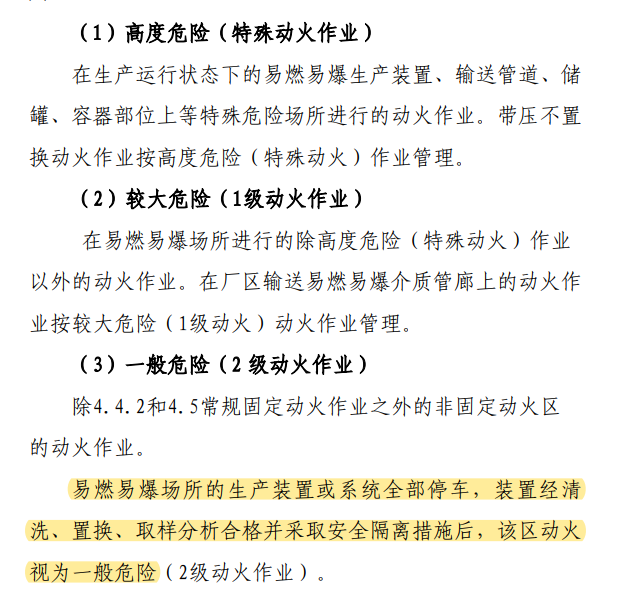 （1）高度危险（特殊动火作业）
在生产运行状态下的易燃易爆生产装置、输送管道、储
罐、容器部位上等特殊危险场所进行的动火作业。带压不置
换动火作业按高度危险（特殊动火）作业管理。
（2）较大危险（1级动火作业）
在易燃易爆场所进行的除高度危险（特殊动火）作业
以外的动火作业。在厂区输送易燃易爆介质管廊上的动火作
业按较大危险（1级动火）动火作业管理。
（3）一般危险（2 级动火作业）
除4.4.2和4.5常规固定动火作业之外的非固定动火区
的动火作业。
易燃易爆场所的生产装置或系统全部停车，装置经清
洗、置换、取样分析合格并采取安全隔离措施后，该区动火
视为一般危险（2级动火作业）。